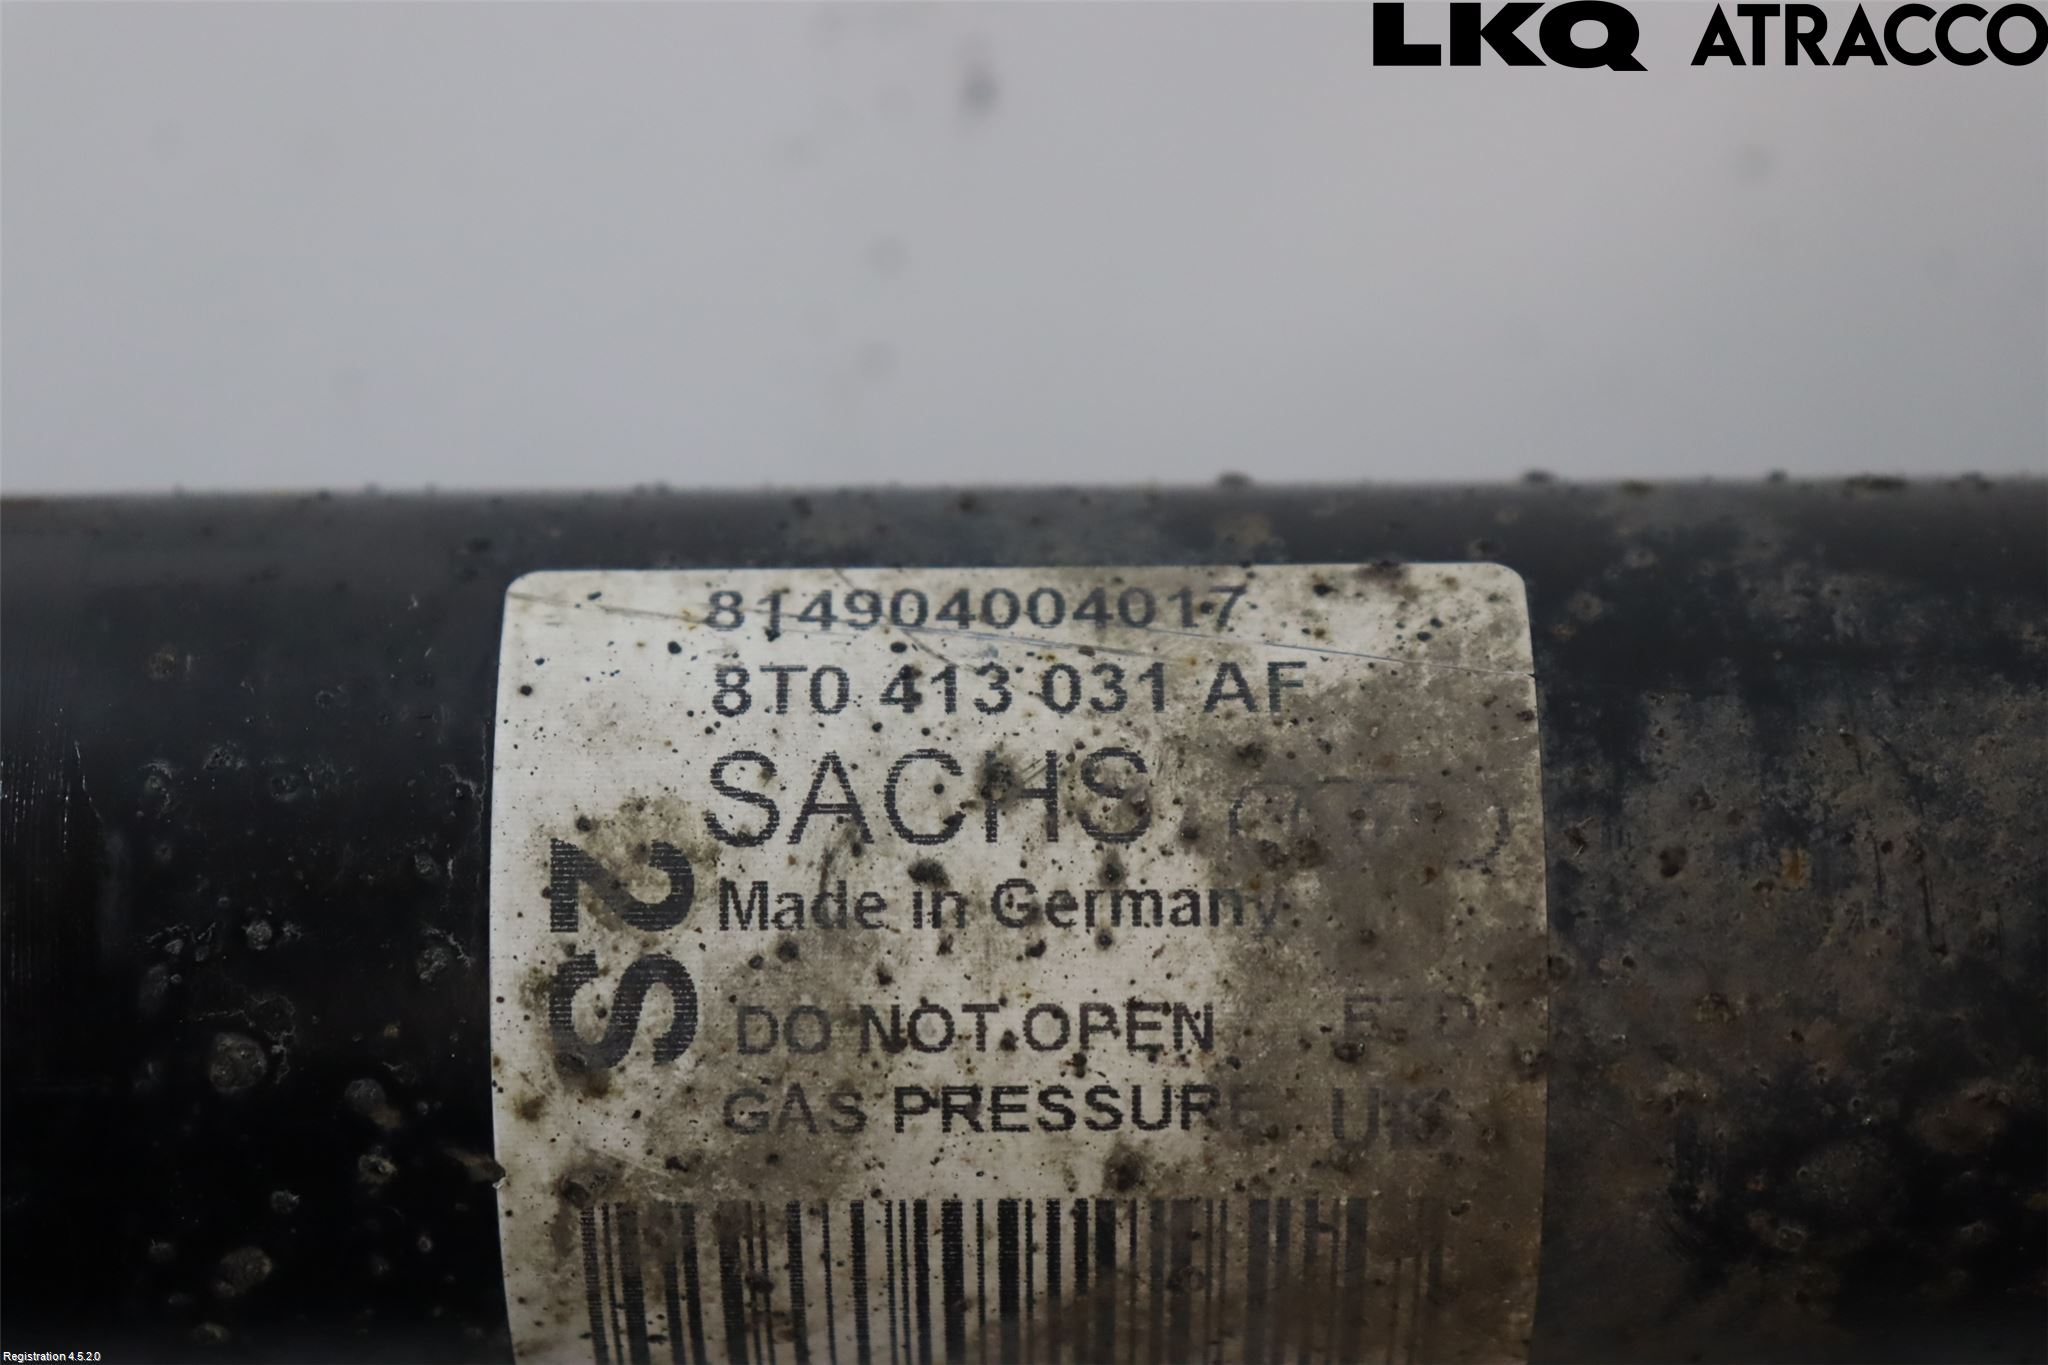 LKQ ATRACCO
814904004017
8T0 413 031 AF
SACHS
S2
Made in Germany
DO NOT OPEN
GAS PRESSURE
Registration 4.5.2.0